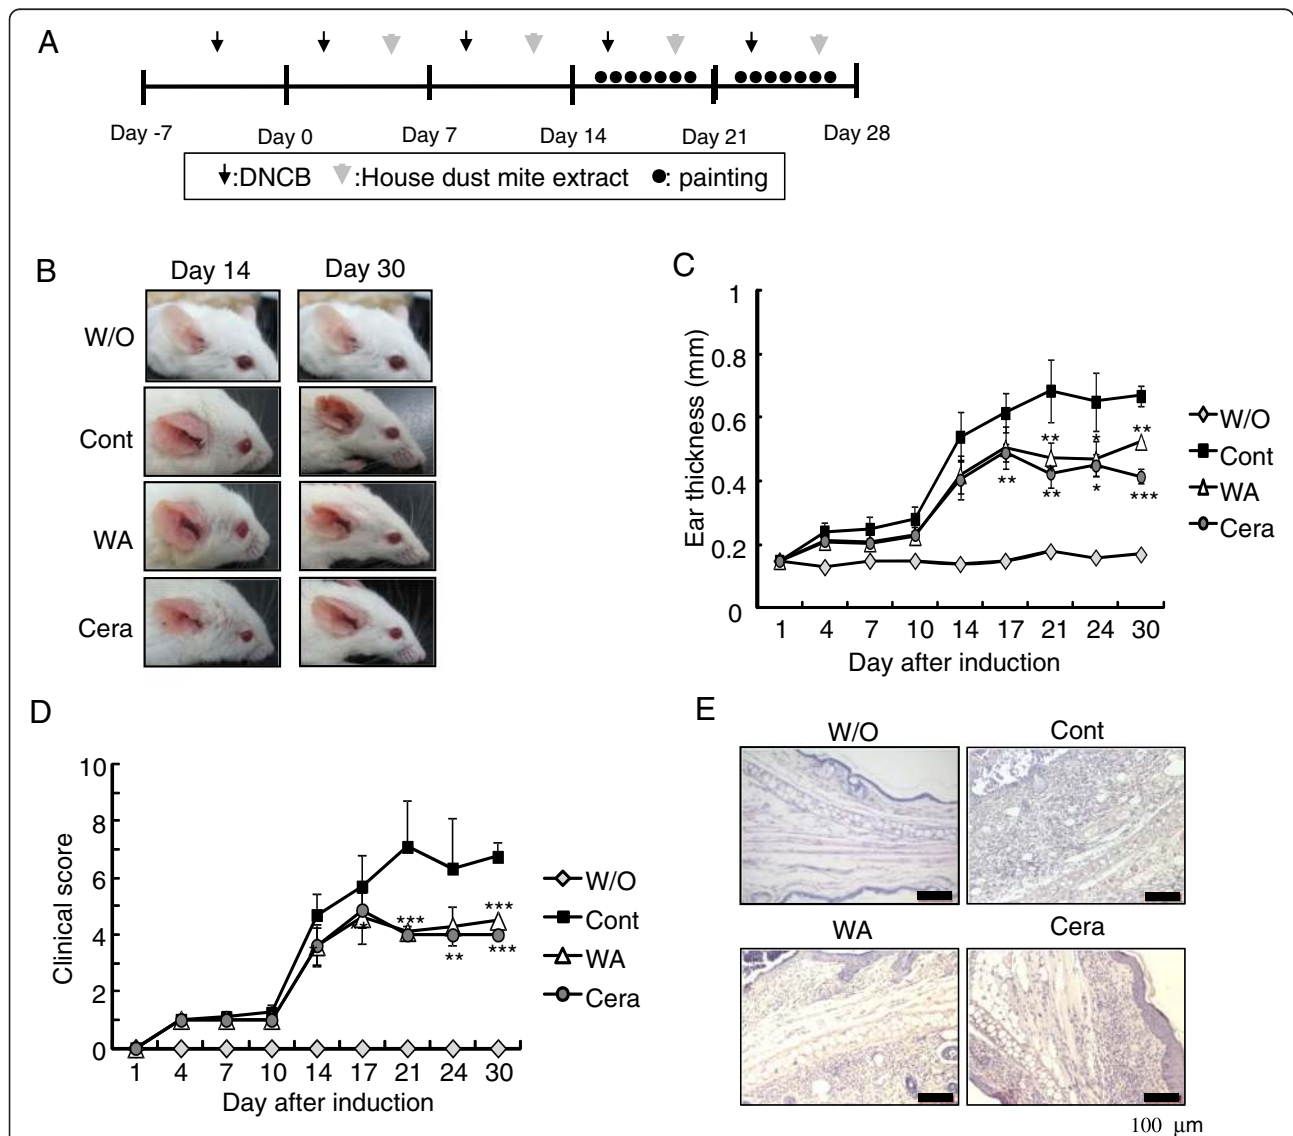 A
Day -7
Day 0
Day 7
Day 14
Day 21
Day 28
:DNCB :House dust mite extract : painting
B
Day 14 Day 30
W/O
Cont
WA
Cera
C
Ear thickness (mm)
1
0.8
0.6
0.4
0.2
0
** * **
** ** * ***
1 4 7 10 14 17 21 24 30
Day after induction
W/O
Cont
WA
Cera
D
Clinical score
10
8
6
4
2
0
*** ***
** ** ***
1 4 7 10 14 17 21 24 30
Day after induction
W/O
Cont
WA
Cera
E
W/O Cont
WA Cera
100 μm